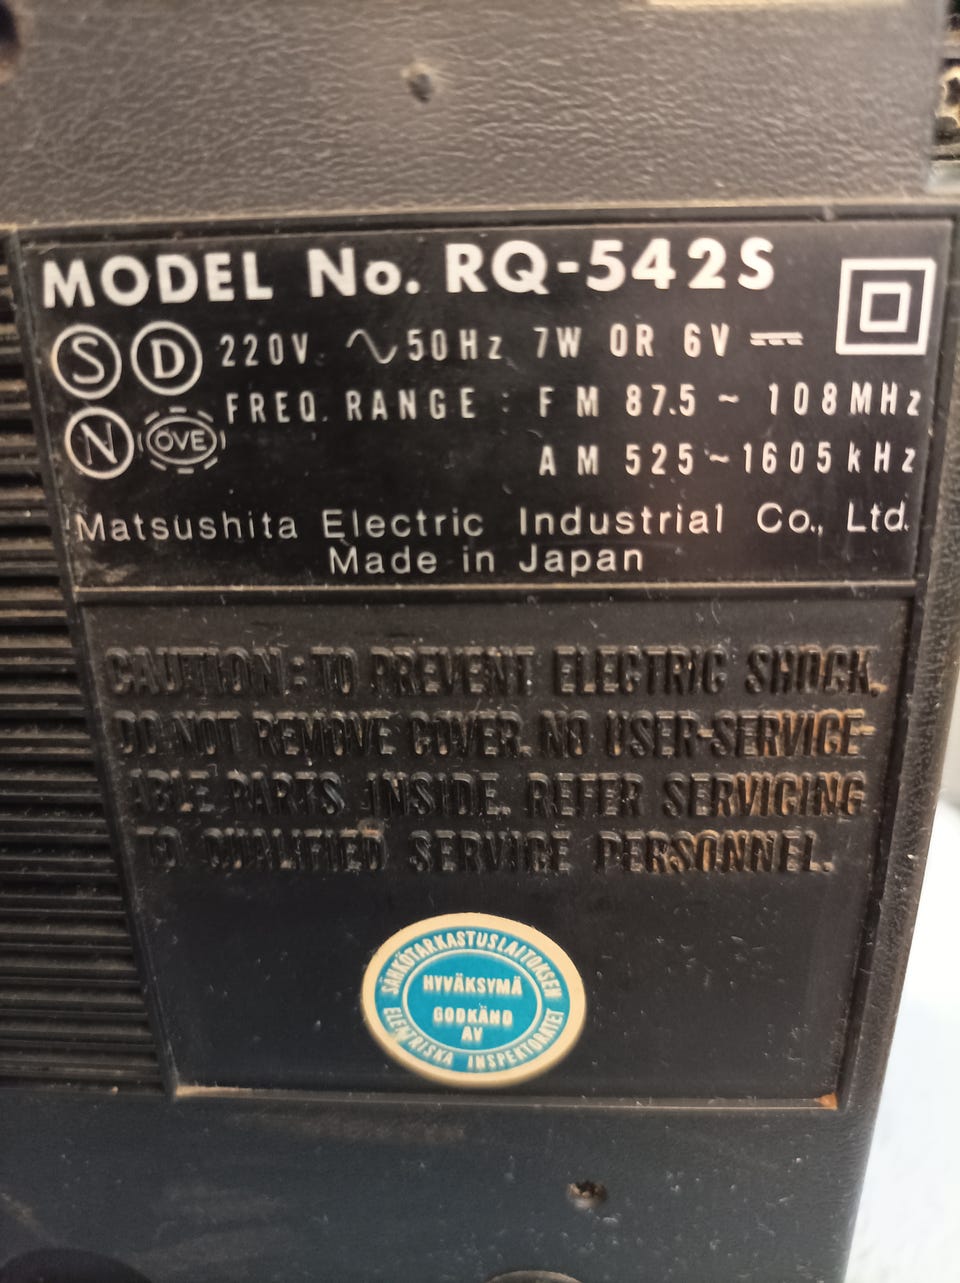 MODEL No. RQ-542S
S D 220V ∿ 50Hz 7W OR 6V ⎓
N ÖVE FREQ. RANGE : FM 87.5 ~ 108MHz
AM 525~1605kHz
Matsushita Electric Industrial Co., Ltd.
Made in Japan
CAUTION: TO PREVENT ELECTRIC SHOCK,
DO NOT REMOVE COVER. NO USER-SERVICE-
ABLE PARTS INSIDE. REFER SERVICING
TO QUALIFIED SERVICE PERSONNEL.
SÄHKÖTARKASTUSLAITOKSEN
HYVÄKSYMÄ
GODKÄND
AV
ELEKTRISKA INSPEKTORATET